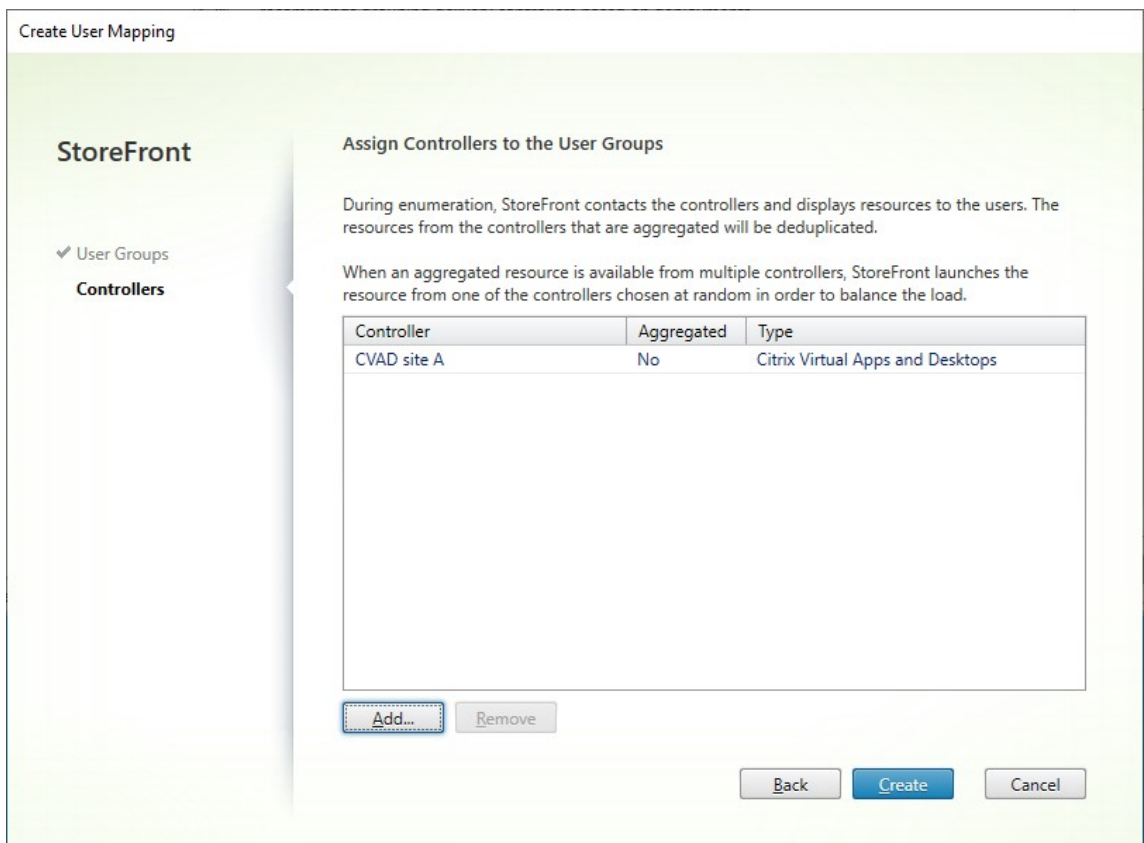 Create User Mapping
StoreFront
User Groups
Controllers
Assign Controllers to the User Groups
During enumeration, StoreFront contacts the controllers and displays resources to the users. The
resources from the controllers that are aggregated will be deduplicated.
When an aggregated resource is available from multiple controllers, StoreFront launches the
resource from one of the controllers chosen at random in order to balance the load.
Controller Aggregated Type
CVAD site A No Citrix Virtual Apps and Desktops
Add... Remove
Back Create Cancel